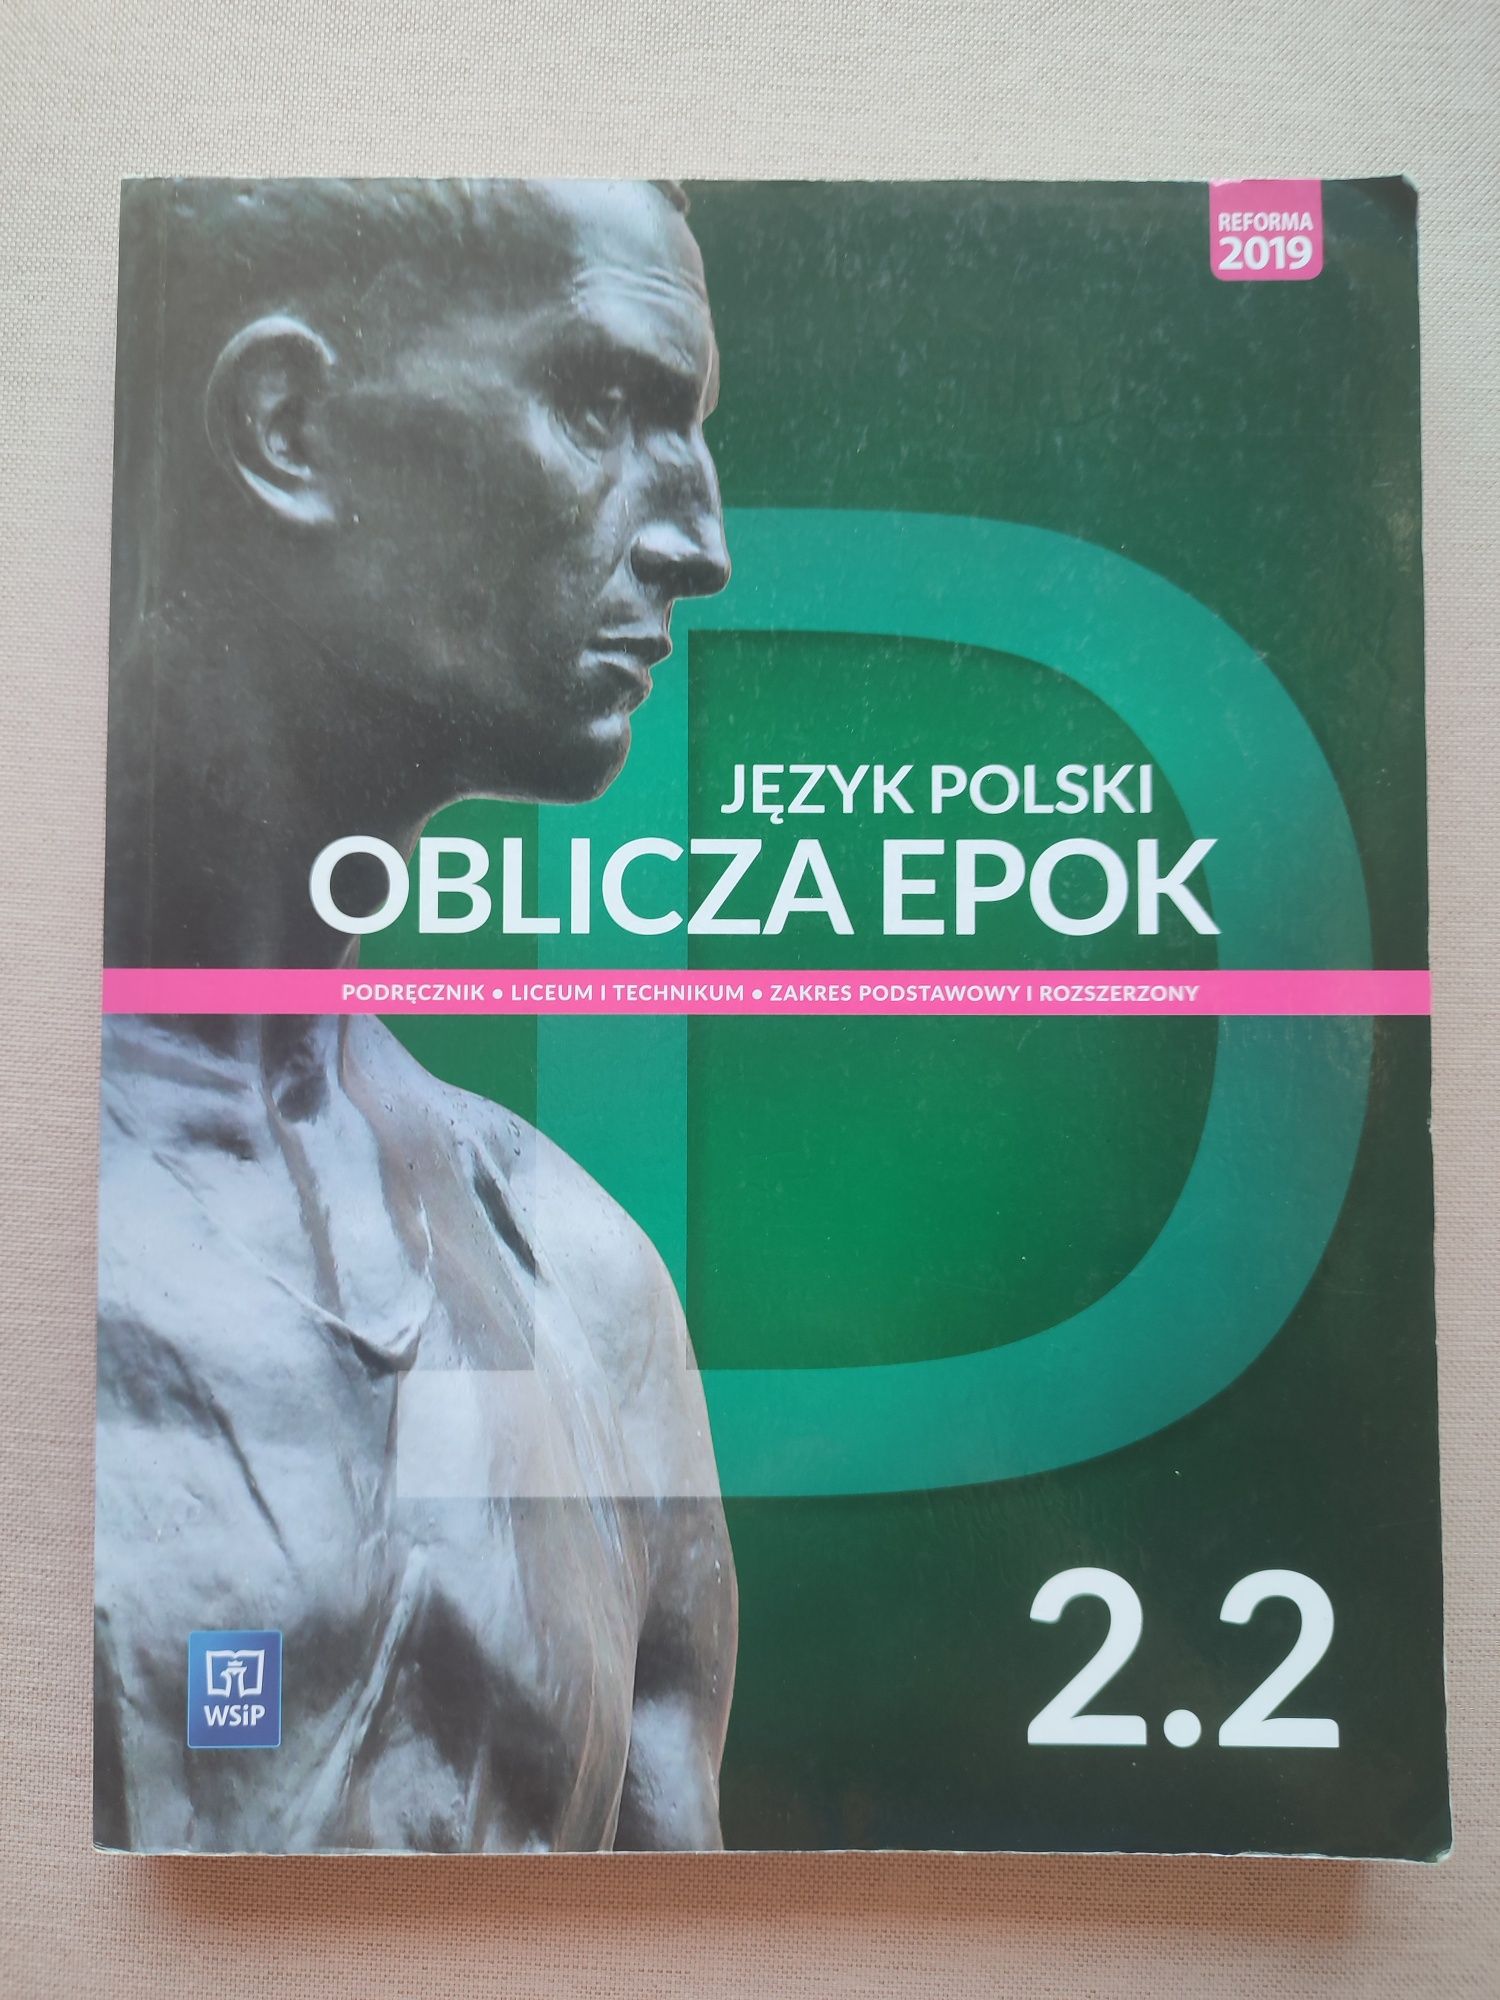 REFORMA
2019
JĘZYK POLSKI
OBLICZA EPOK
PODRĘCZNIK • LICEUM I TECHNIKUM • ZAKRES PODSTAWOWY I ROZSZERZONY
2.2
WSiP